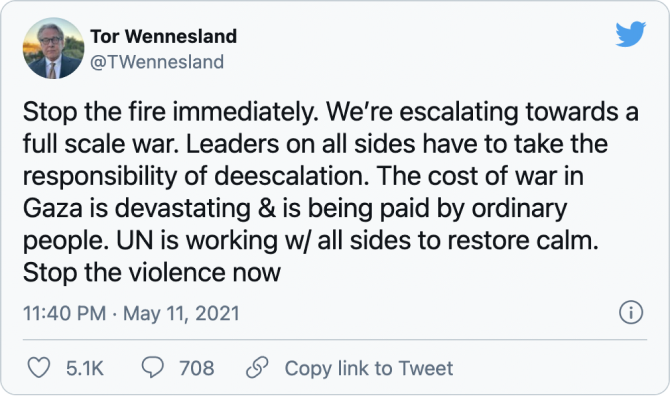 Tor Wennesland
@TWennesland
Stop the fire immediately. We’re escalating towards a
full scale war. Leaders on all sides have to take the
responsibility of deescalation. The cost of war in
Gaza is devastating & is being paid by ordinary
people. UN is working w/ all sides to restore calm.
Stop the violence now
11:40 PM · May 11, 2021
5.1K 708 Copy link to Tweet